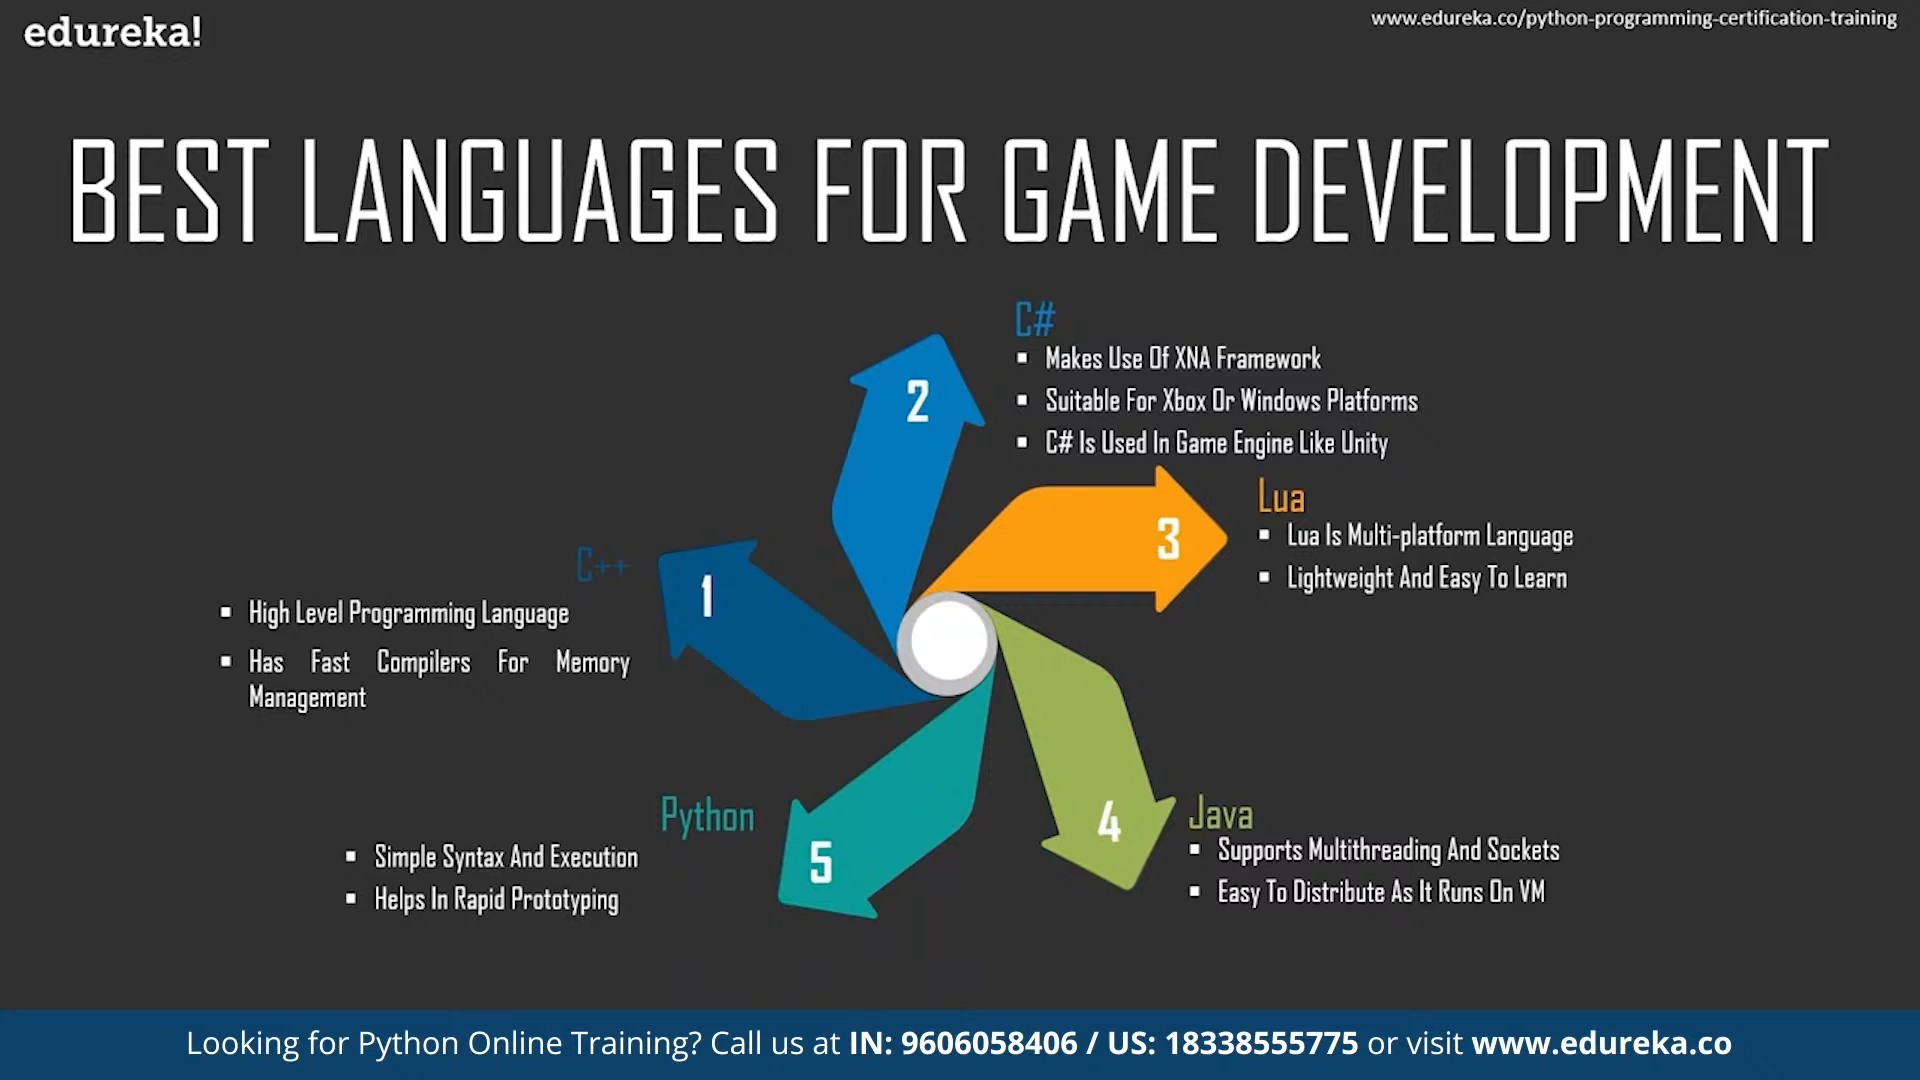 edureka!
www.edureka.co/python-programming-certification-training
BEST LANGUAGES FOR GAME DEVELOPMENT
C#
Makes Use Of XNA Framework
Suitable For Xbox Or Windows Platforms
C# Is Used In Game Engine Like Unity
2
Lua
Lua Is Multi-platform Language
Lightweight And Easy To Learn
3
C++
High Level Programming Language
Has Fast Compilers For Memory
Management
1
Java
Supports Multithreading And Sockets
Easy To Distribute As It Runs On VM
4
Python
Simple Syntax And Execution
Helps In Rapid Prototyping
5
Looking for Python Online Training? Call us at IN: 9606058406 / US: 18338555775 or visit www.edureka.co